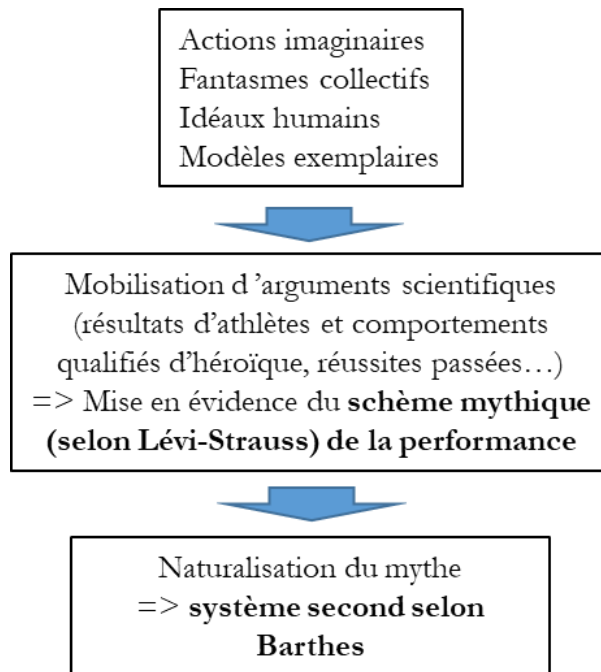 Actions imaginaires
Fantasmes collectifs
Idéaux humains
Modèles exemplaires
Mobilisation d ’arguments scientifiques
(résultats d’athlètes et comportements
qualifiés d’héroïque, réussites passées…)
=> Mise en évidence du schème mythique
(selon Lévi-Strauss) de la performance
Naturalisation du mythe
=> système second selon
Barthes